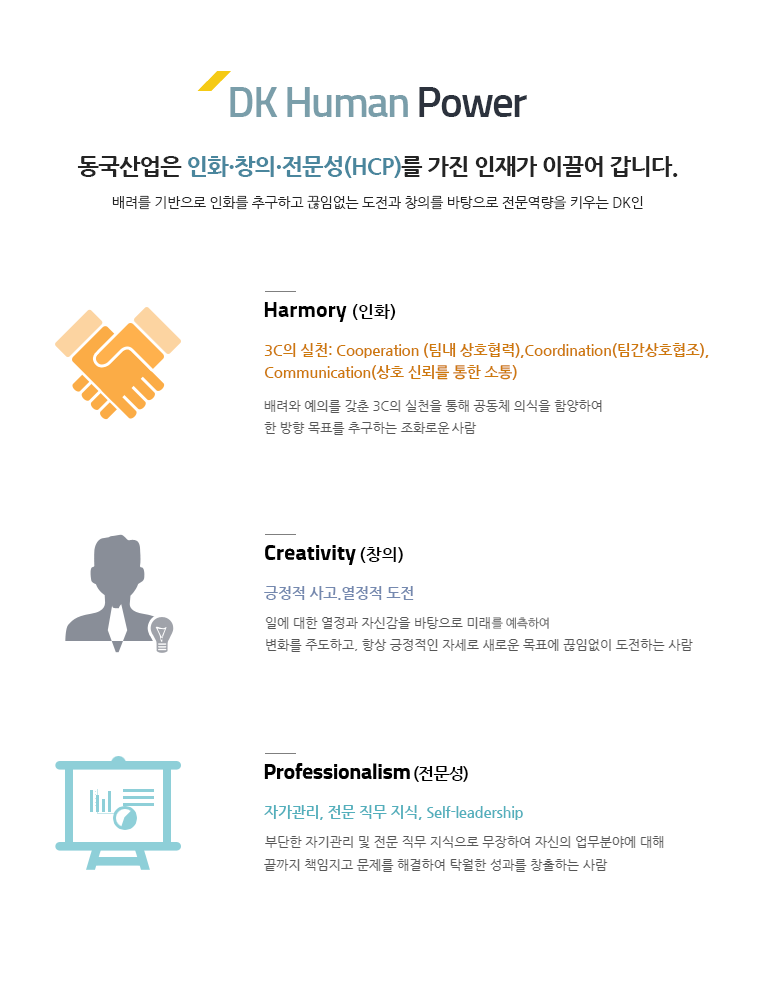 DK Human Power
동국산업은 인화·창의·전문성(HCP)를 가진 인재가 이끌어 갑니다.
배려를 기반으로 인화를 추구하고 끊임없는 도전과 창의를 바탕으로 전문역량을 키우는 DK인
Harmory (인화)
3C의 실천: Cooperation (팀내 상호협력),Coordination(팀간상호협조),
Communication(상호 신뢰를 통한 소통)
배려와 예의를 갖춘 3C의 실천을 통해 공동체 의식을 함양하여
한 방향 목표를 추구하는 조화로운 사람
Creativity (창의)
긍정적 사고,열정적 도전
일에 대한 열정과 자신감을 바탕으로 미래를 예측하여
변화를 주도하고, 항상 긍정적인 자세로 새로운 목표에 끊임없이 도전하는 사람
Professionalism (전문성)
자가관리, 전문 직무 지식, Self-leadership
부단한 자기관리 및 전문 직무 지식으로 무장하여 자신의 업무분야에 대해
끝까지 책임지고 문제를 해결하여 탁월한 성과를 창출하는 사람